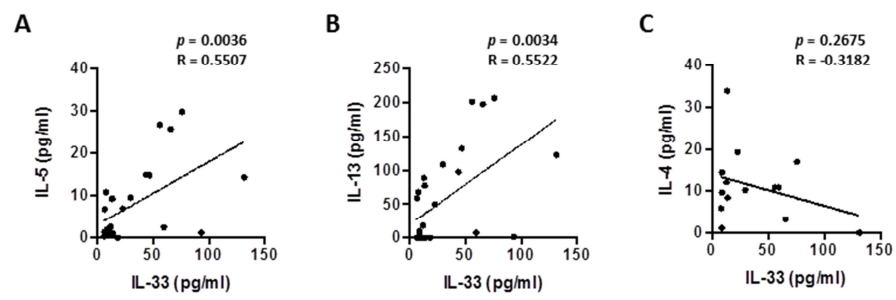 A
p = 0.0036
R = 0.5507
40
30
20
10
0
IL-5 (pg/ml)
0
50
100
150
IL-33 (pg/ml)
B
p = 0.0034
R = 0.5522
250
200
150
100
50
0
IL-13 (pg/ml)
0
50
100
150
IL-33 (pg/ml)
C
p = 0.2675
R = -0.3182
40
30
20
10
0
IL-4 (pg/ml)
0
50
100
150
IL-33 (pg/ml)